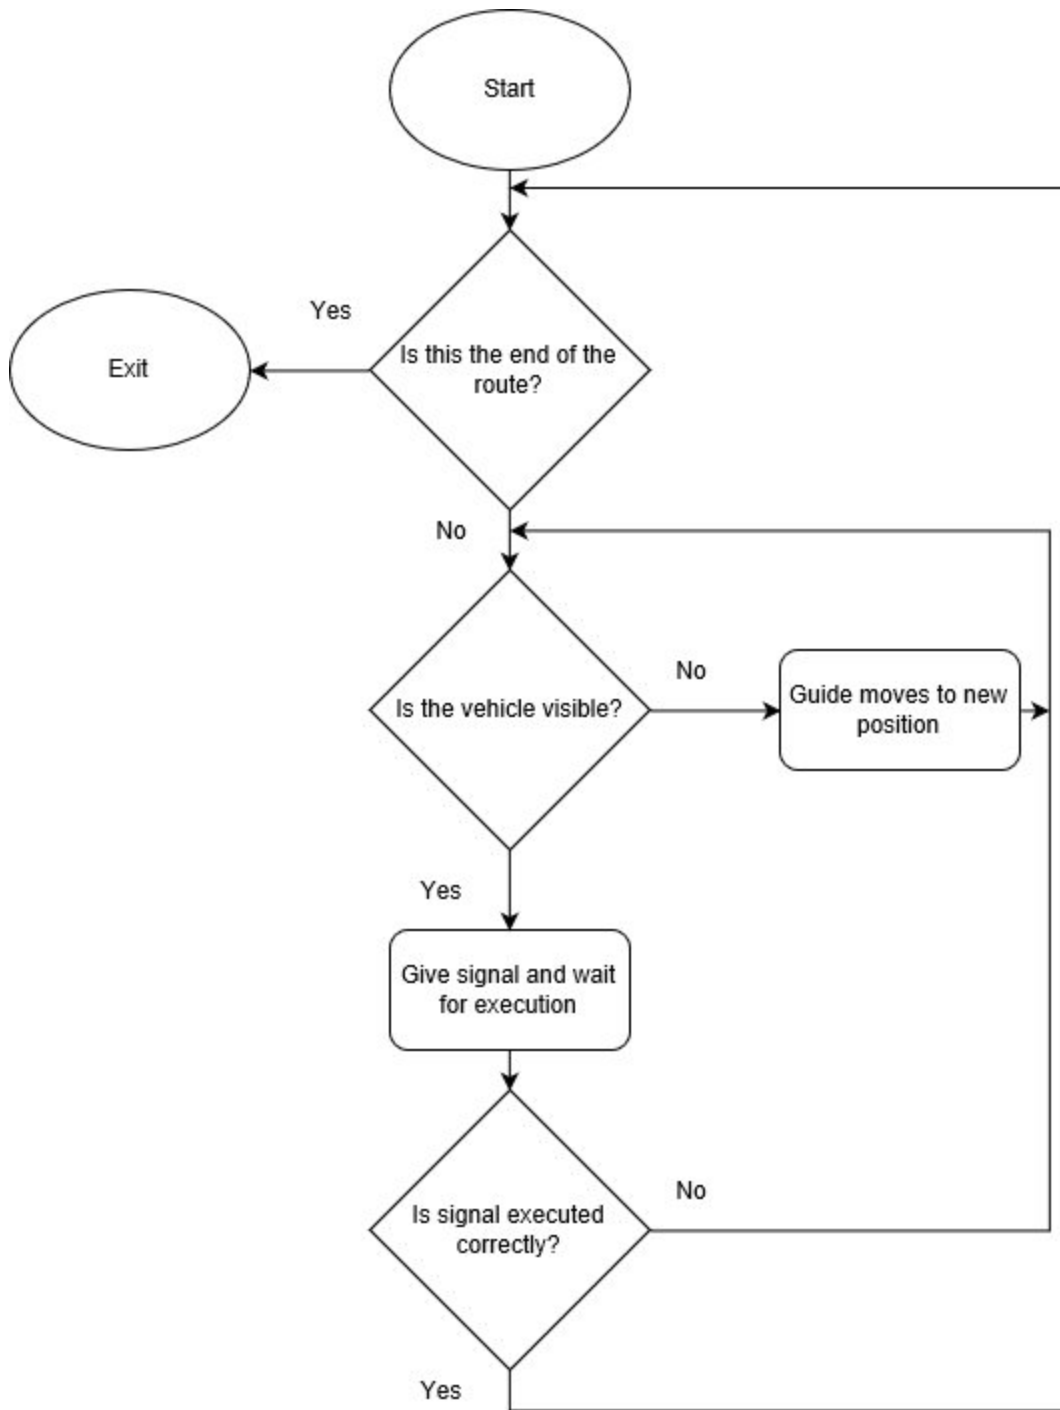 Start
Yes
Exit
Is this the end of the
route?
No
Is the vehicle visible?
No
Guide moves to new
position
Yes
Give signal and wait
for execution
Is signal executed
correctly?
No
Yes